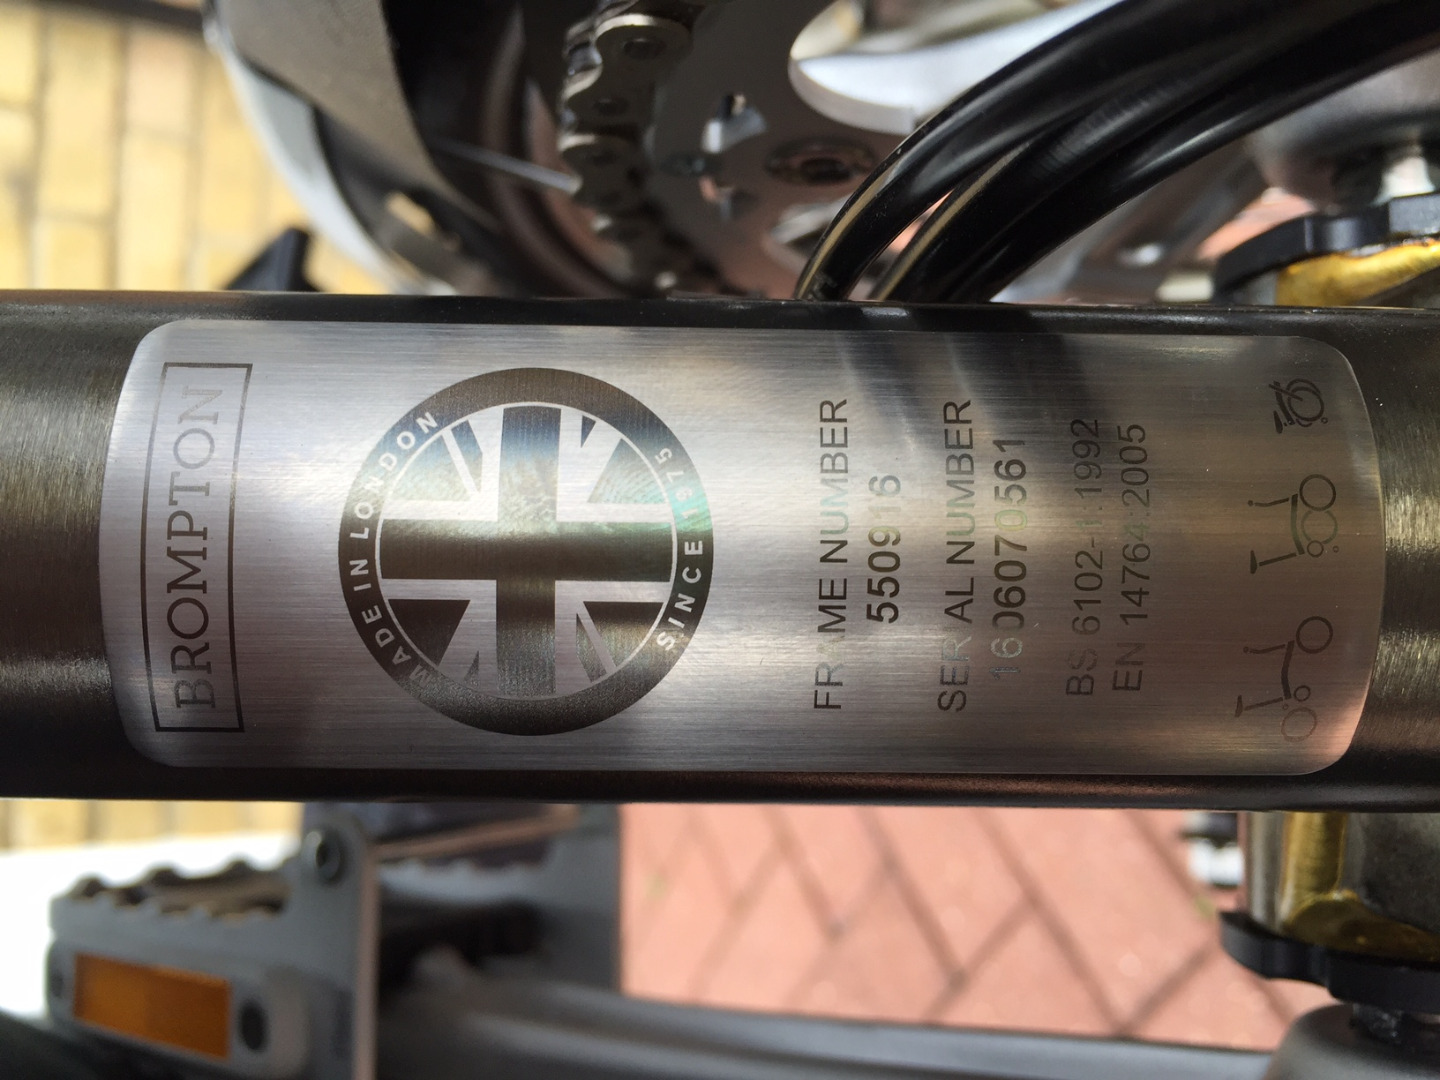 BROMPTON
MADE IN LONDON
SINCE 1975
FRAME NUMBER
550916
SERIAL NUMBER
1606070561
BS 6102-1:1992
EN 14764:2005